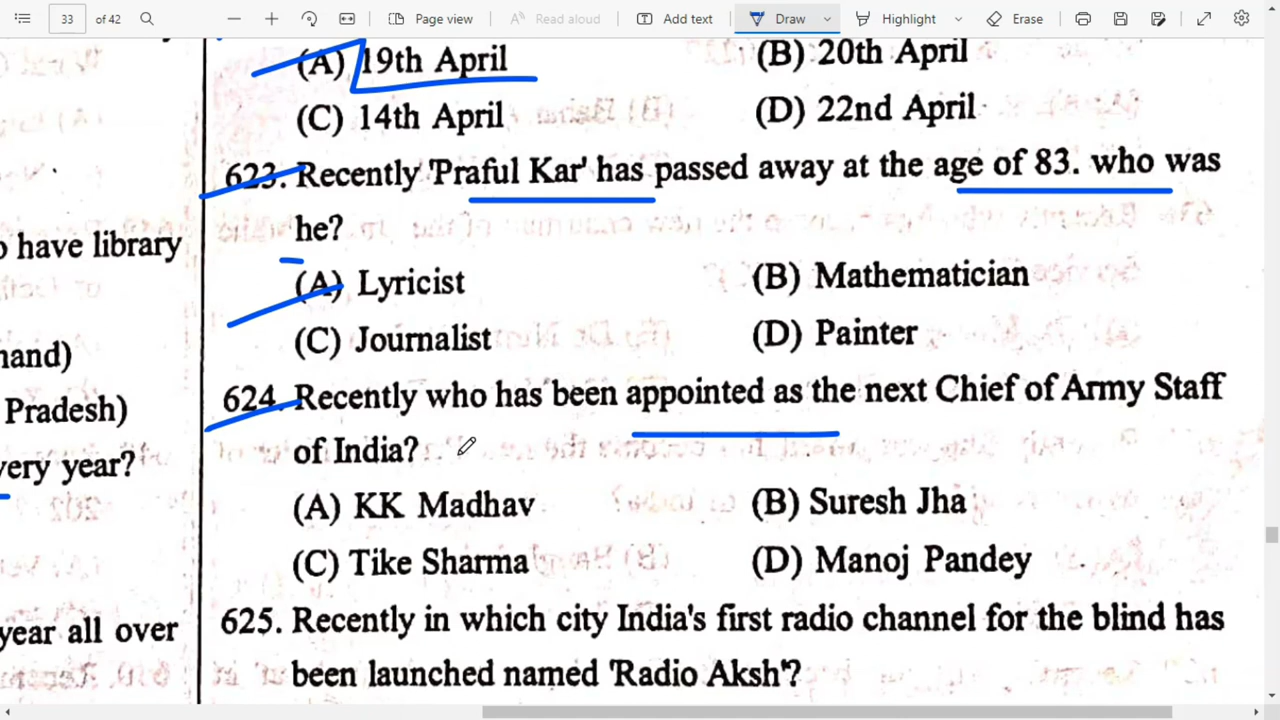 33 of 42
Page view
Read aloud
Add text
Draw
Highlight
Erase
(A) 19th April (B) 20th April
(C) 14th April (D) 22nd April
623. Recently 'Praful Kar' has passed away at the age of 83. who was
he?
have library
(A) Lyricist (B) Mathematician
(C) Journalist (D) Painter
hand)
624. Recently who has been appointed as the next Chief of Army Staff
Pradesh)
of India?
very year?
(A) KK Madhav (B) Suresh Jha
(C) Tike Sharma (D) Manoj Pandey
625. Recently in which city India's first radio channel for the blind has
year all over
been launched named 'Radio Aksh'?